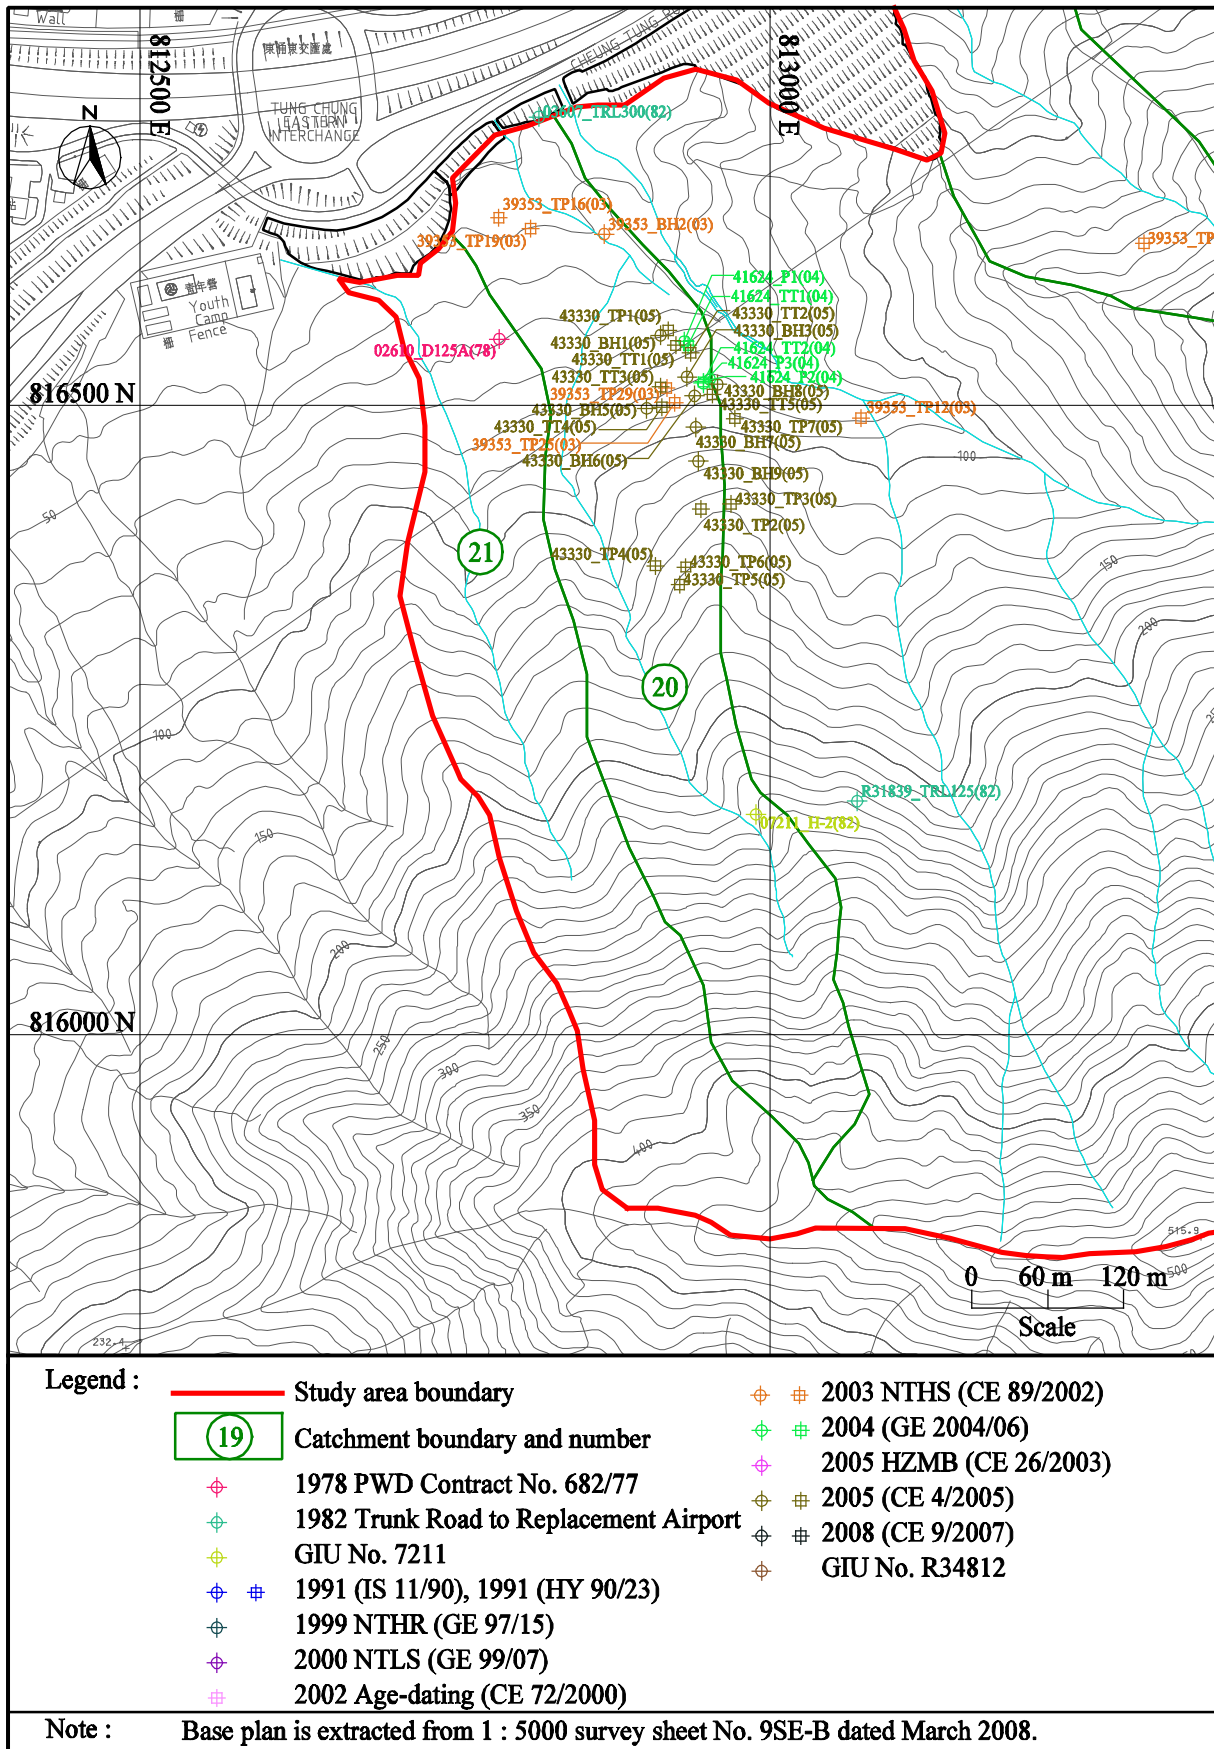 Wall
812500 E
東涌東交匯處
CHEUNG TUNG
813000 E
TUNG CHUNG
EASTERN
INTERCHANGE
03607_TRL300(82)
N
39353_TP16(03)
39353_BH2(03)
39353_TP19(03)
39353_TP
青年營
Youth
Camp
Fence
41624_P1(04)
41624_TT1(04)
43330_TP1(05)
43330_TT2(05)
43330_BH3(05)
02610_D125A(78)
43330_BH1(05)
41624_TT2(04)
43330_TT1(05)
41624_P3(04)
43330_TT3(05)
41624_P2(04)
816500 N
39353_TP29(03)
43330_BH8(05)
43330_BH5(05)
43330_TT5(05)
39353_TP12(03)
43330_TT4(05)
43330_TP7(05)
39353_TP25(03)
43330_BH7(05)
43330_BH6(05)
100
43330_BH9(05)
43330_TP3(05)
50
43330_TP2(05)
21
43330_TP4(05)
43330_TP6(05)
150
43330_TP5(05)
200
20
100
R31839_TRL125(82)
07211_H-2(82)
150
200
816000 N
250
300
350
400
515.9
500
0 60 m 120 m
Scale
232.4
Legend :
Study area boundary
19 Catchment boundary and number
1978 PWD Contract No. 682/77
1982 Trunk Road to Replacement Airport
GIU No. 7211
1991 (IS 11/90), 1991 (HY 90/23)
1999 NTHR (GE 97/15)
2000 NTLS (GE 99/07)
2002 Age-dating (CE 72/2000)
2003 NTHS (CE 89/2002)
2004 (GE 2004/06)
2005 HZMB (CE 26/2003)
2005 (CE 4/2005)
2008 (CE 9/2007)
GIU No. R34812
Note : Base plan is extracted from 1 : 5000 survey sheet No. 9SE-B dated March 2008.